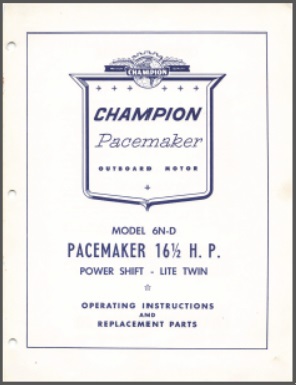 CHAMPION
CHAMPION
Pacemaker
OUTBOARD MOTOR
MODEL 6N-D
PACEMAKER 16½ H. P.
POWER SHIFT - LITE TWIN
OPERATING INSTRUCTIONS
AND
REPLACEMENT PARTS